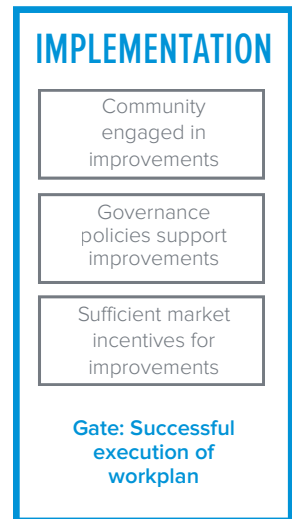 IMPLEMENTATION
Community
engaged in
improvements
Governance
policies support
improvements
Sufficient market
incentives for
improvements
Gate: Successful
execution of
workplan